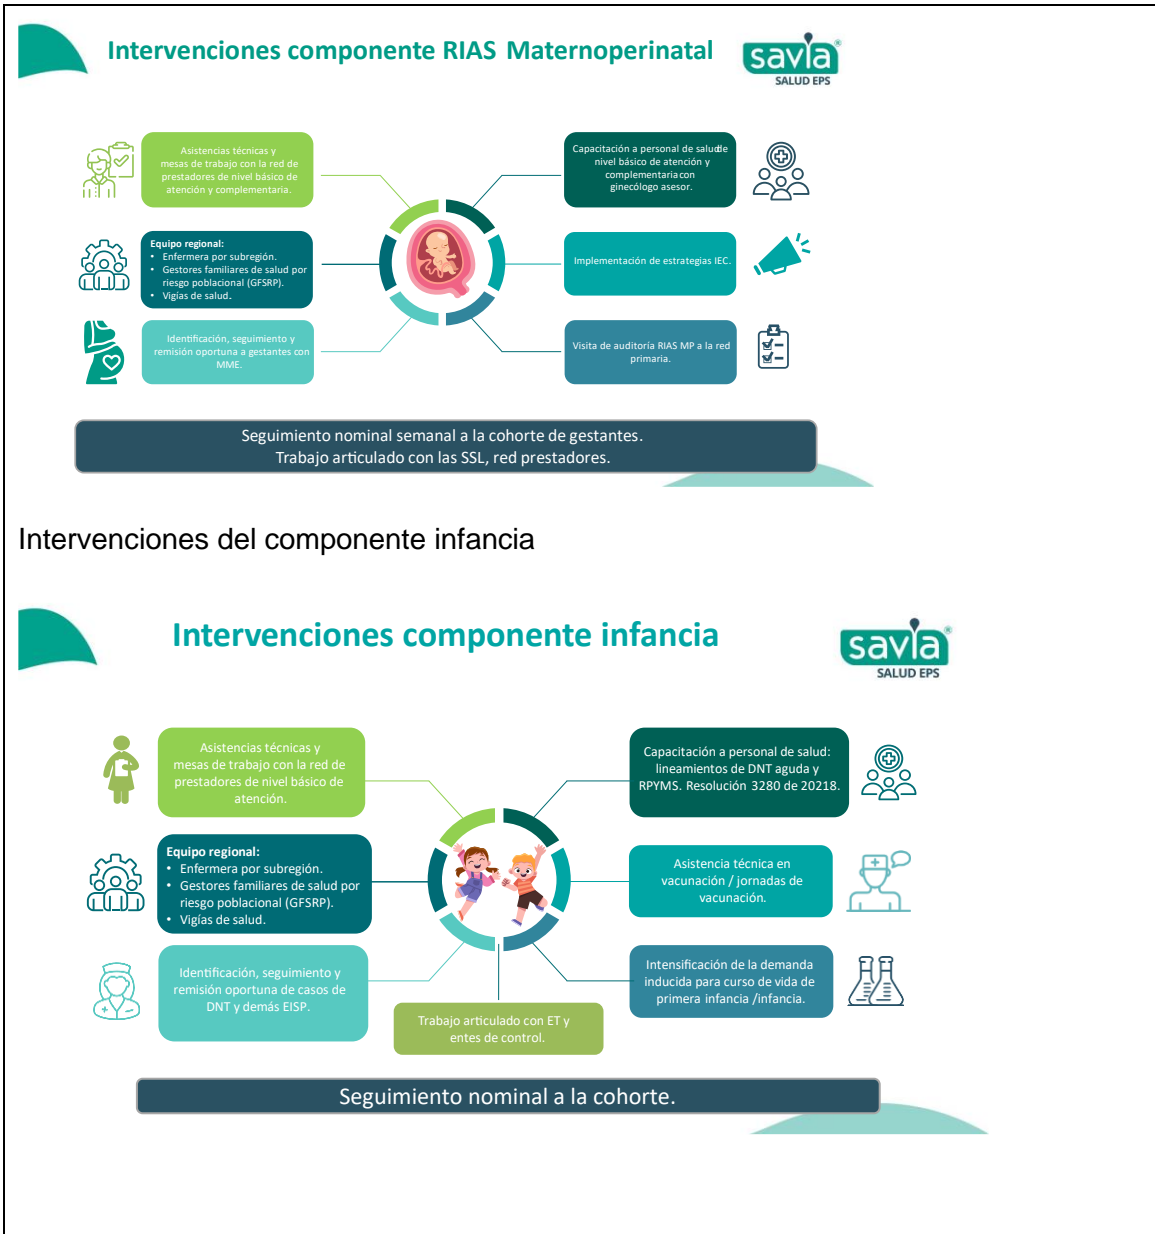 Intervenciones componente RIAS Maternoperinatal
savia®
SALUD EPS
Asistencias técnicas y
mesas de trabajo con la red de
prestadores de nivel básico de
atención y complementaria.
Equipo regional:
• Enfermera por subregión.
• Gestores familiares de salud por
riesgo poblacional (GFSRP).
• Vigías de salud.
Identificación, seguimiento y
remisión oportuna a gestantes con
MME.
Capacitación a personal de salud de
nivel básico de atención y
complementaria con
ginecólogo asesor.
Implementación de estrategias IEC.
Visita de auditoría RIAS MP a la red
primaria.
Seguimiento nominal semanal a la cohorte de gestantes.
Trabajo articulado con las SSL, red prestadores.
Intervenciones del componente infancia
Intervenciones componente infancia
savia®
SALUD EPS
Asistencias técnicas y
mesas de trabajo con la red de
prestadores de nivel básico de
atención.
Equipo regional:
• Enfermera por subregión.
• Gestores familiares de salud por
riesgo poblacional (GFSRP).
• Vigías de salud.
Identificación, seguimiento y
remisión oportuna de casos de
DNT y demás EISP.
Capacitación a personal de salud:
lineamientos de DNT aguda y
RPYMS. Resolución 3280 de 20218.
Asistencia técnica en
vacunación / jornadas de
vacunación.
Intensificación de la demanda
inducida para curso de vida de
primera infancia /infancia.
Trabajo articulado con ET y
entes de control.
Seguimiento nominal a la cohorte.